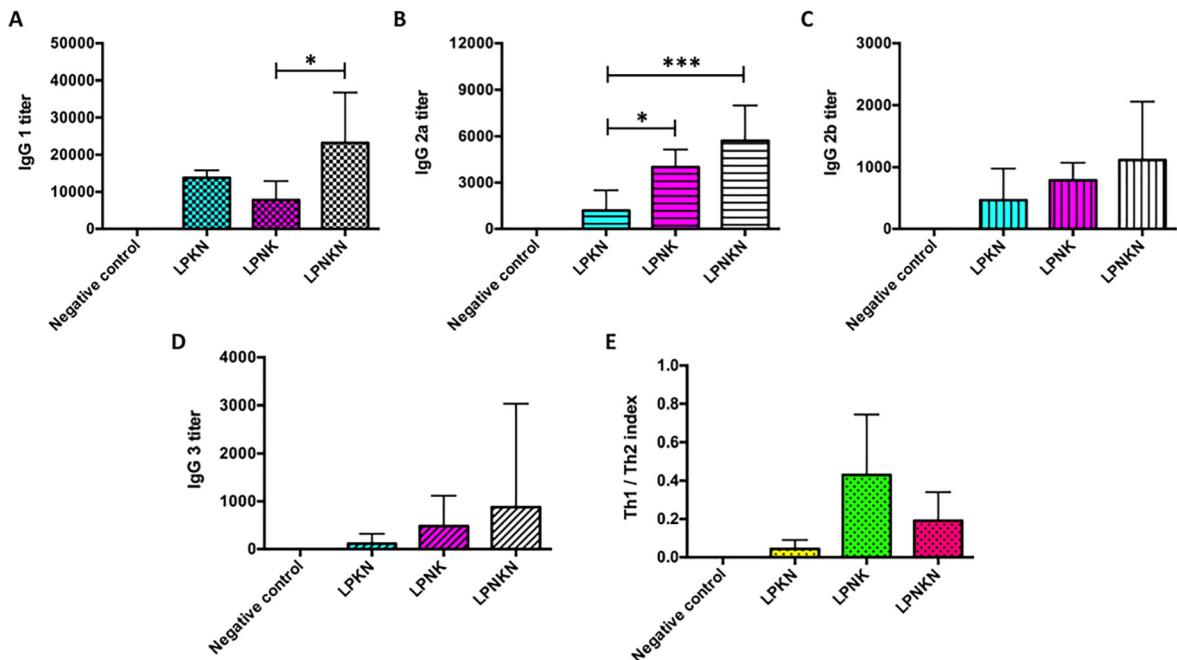 A
IgG 1 titer
50000
40000
30000
20000
10000
0
*
Negative control
LPKN
LPNK
LPNKN
B
IgG 2a titer
12000
9000
6000
3000
0
***
*
Negative control
LPKN
LPNK
LPNKN
C
IgG 2b titer
3000
2000
1000
0
Negative control
LPKN
LPNK
LPNKN
D
IgG 3 titer
4000
3000
2000
1000
0
Negative control
LPKN
LPNK
LPNKN
E
Th1 / Th2 index
1.0
0.8
0.6
0.4
0.2
0.0
Negative control
LPKN
LPNK
LPNKN